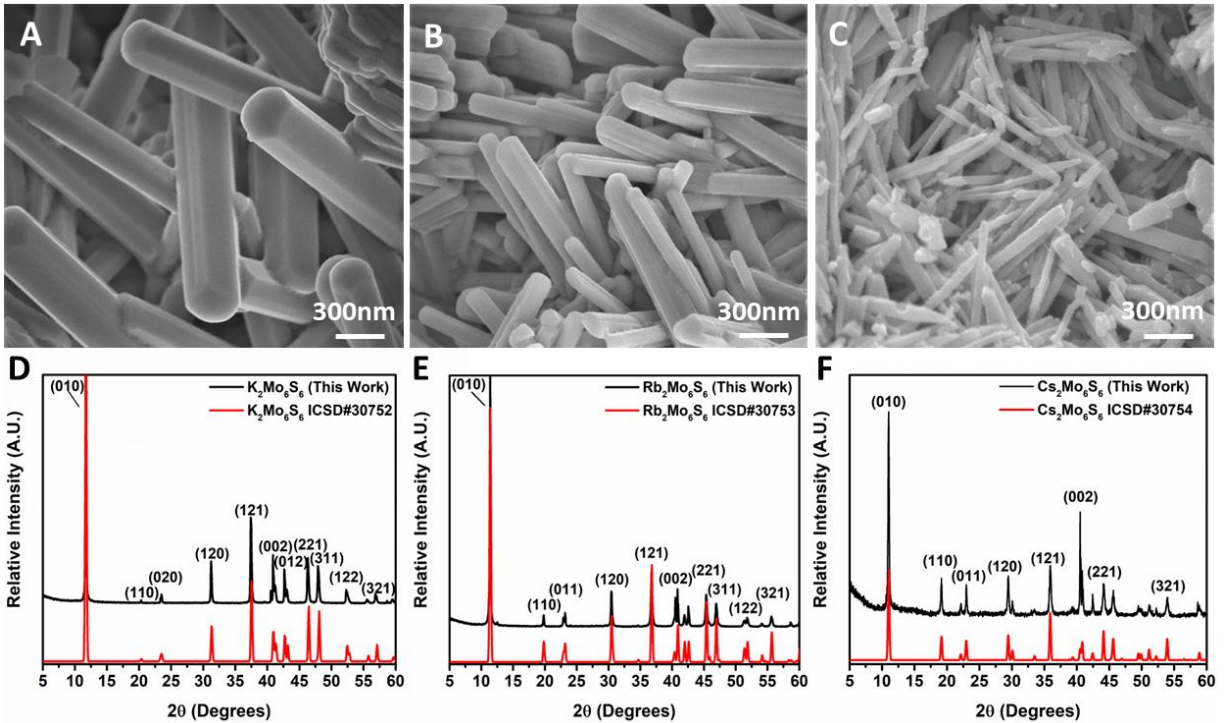 A
300nm
B
300nm
C
300nm
D
K₂Mo₆S₆ (This Work)
K₂Mo₆S₆ ICSD#30752
(010)
(110)
(020)
(120)
(121)
(002)
(012)
(221)
(311)
(122)
(321)
Relative Intensity (A.U.)
5 10 15 20 25 30 35 40 45 50 55 60
2θ (Degrees)
E
Rb₂Mo₆S₆ (This Work)
Rb₂Mo₆S₆ ICSD#30753
(010)
(110)
(011)
(120)
(121)
(002)
(221)
(311)
(122)
(321)
Relative Intensity (A.U.)
5 10 15 20 25 30 35 40 45 50 55 60
2θ (Degrees)
F
Cs₂Mo₆S₆ (This Work)
Cs₂Mo₆S₆ ICSD#30754
(010)
(110)
(011)
(120)
(121)
(002)
(221)
(321)
Relative Intensity (A.U.)
5 10 15 20 25 30 35 40 45 50 55 60
2θ (Degrees)